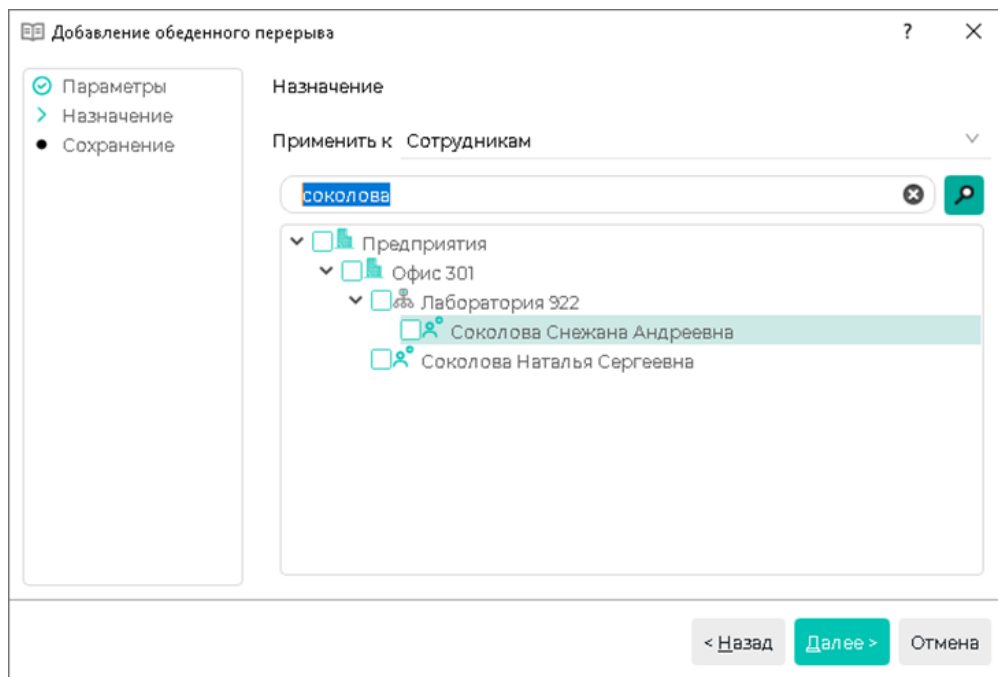 Добавление обеденного перерыва ?
Параметры
Назначение
Сохранение
Назначение
Применить к Сотрудникам
соколова
Предприятия
Офис 301
Лаборатория 922
Соколова Снежана Андреевна
Соколова Наталья Сергеевна
< Назад Далее > Отмена